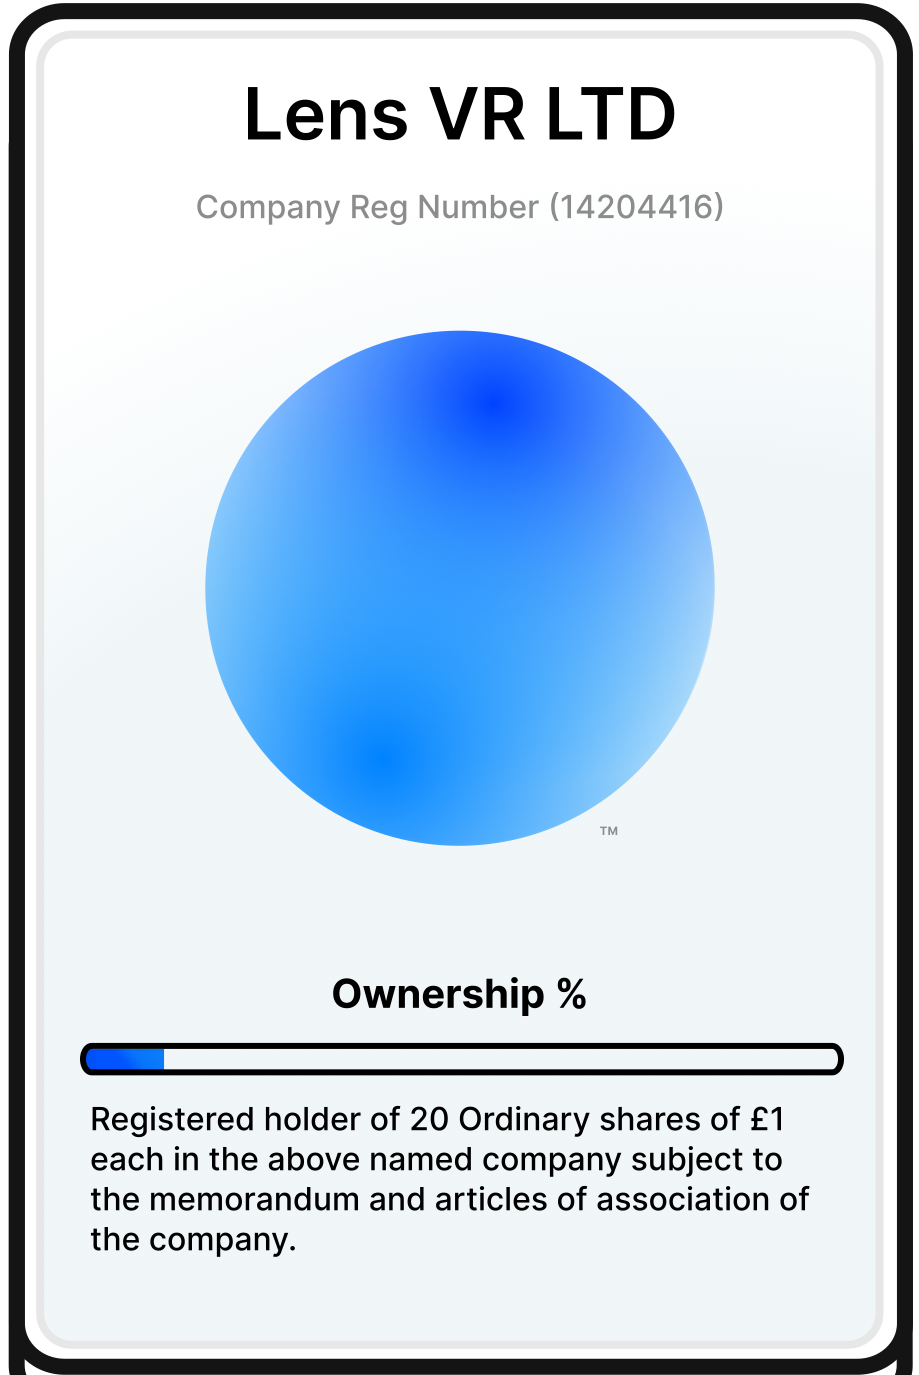 Lens VR LTD
Company Reg Number (14204416)
TM
Ownership %
Registered holder of 20 Ordinary shares of £1
each in the above named company subject to
the memorandum and articles of association of
the company.